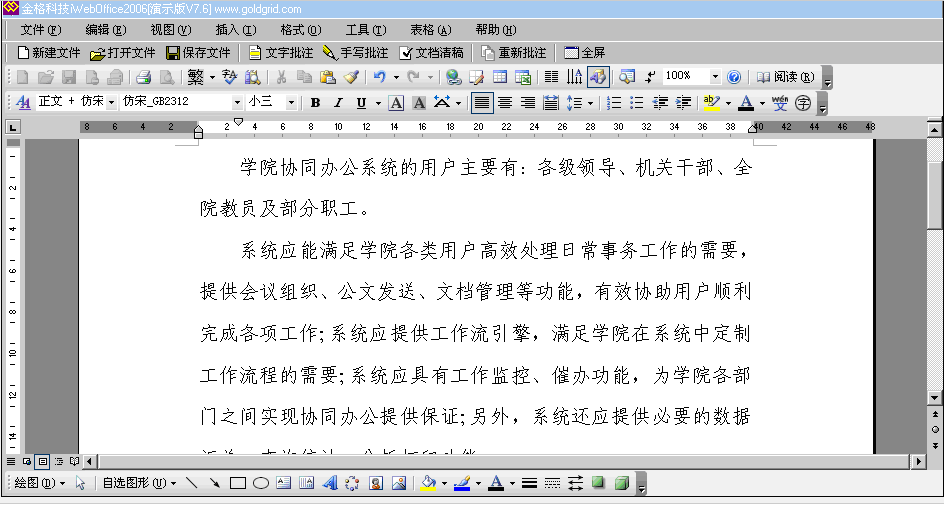 金格科技iWebOffice2006[演示版V7.6] www.goldgrid.com
文件(F) 编辑(E) 视图(V) 插入(I) 格式(O) 工具(T) 表格(A) 帮助(H)
新建文件 打开文件 保存文件 文字批注 手写批注 文档清稿 重新批注 全屏
繁 100% 阅读(R)
正文 + 仿宋 仿宋_GB2312 小三 B I U A A A ab A wén 文 字
8 6 4 2 2 4 6 8 10 12 14 16 18 20 22 24 26 28 30 32 34 36 38 40 42 44 46 48
学院协同办公系统的用户主要有：各级领导、机关干部、全
院教员及部分职工。
系统应能满足学院各类用户高效处理日常事务工作的需要，
提供会议组织、公文发送、文档管理等功能，有效协助用户顺利
完成各项工作;系统应提供工作流引擎，满足学院在系统中定制
工作流程的需要;系统应具有工作监控、催办功能，为学院各部
门之间实现协同办公提供保证;另外，系统还应提供必要的数据
2
4
6
8
10
12
14
绘图(D) 自选图形(U) A